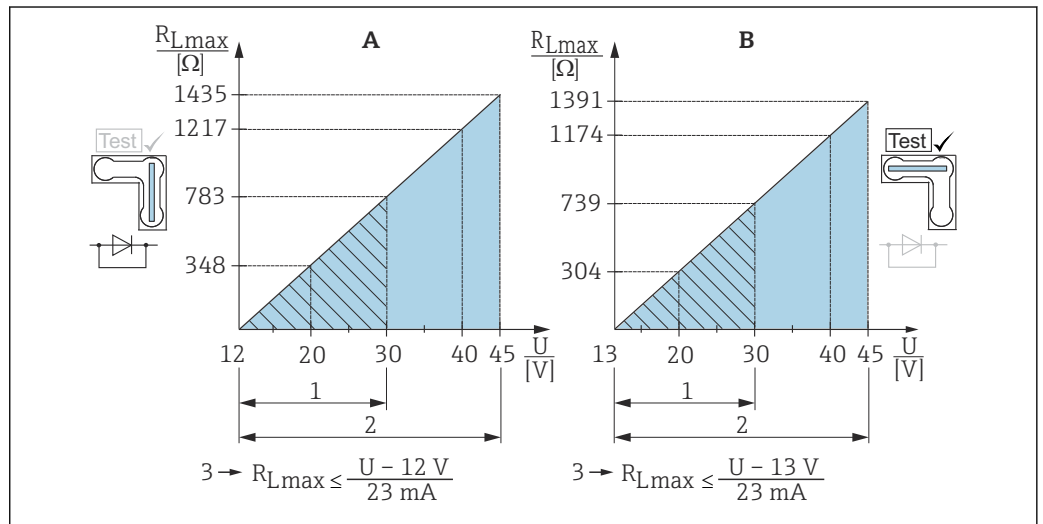 A
R_Lmax
[Ω]
1435
1217
783
348
Test
12
20
30
40
45
U
[V]
1
2
3 → R_Lmax ≤ U – 12 V
23 mA
B
R_Lmax
[Ω]
1391
1174
739
304
Test
13
20
30
40
45
U
[V]
1
2
3 → R_Lmax ≤ U – 13 V
23 mA